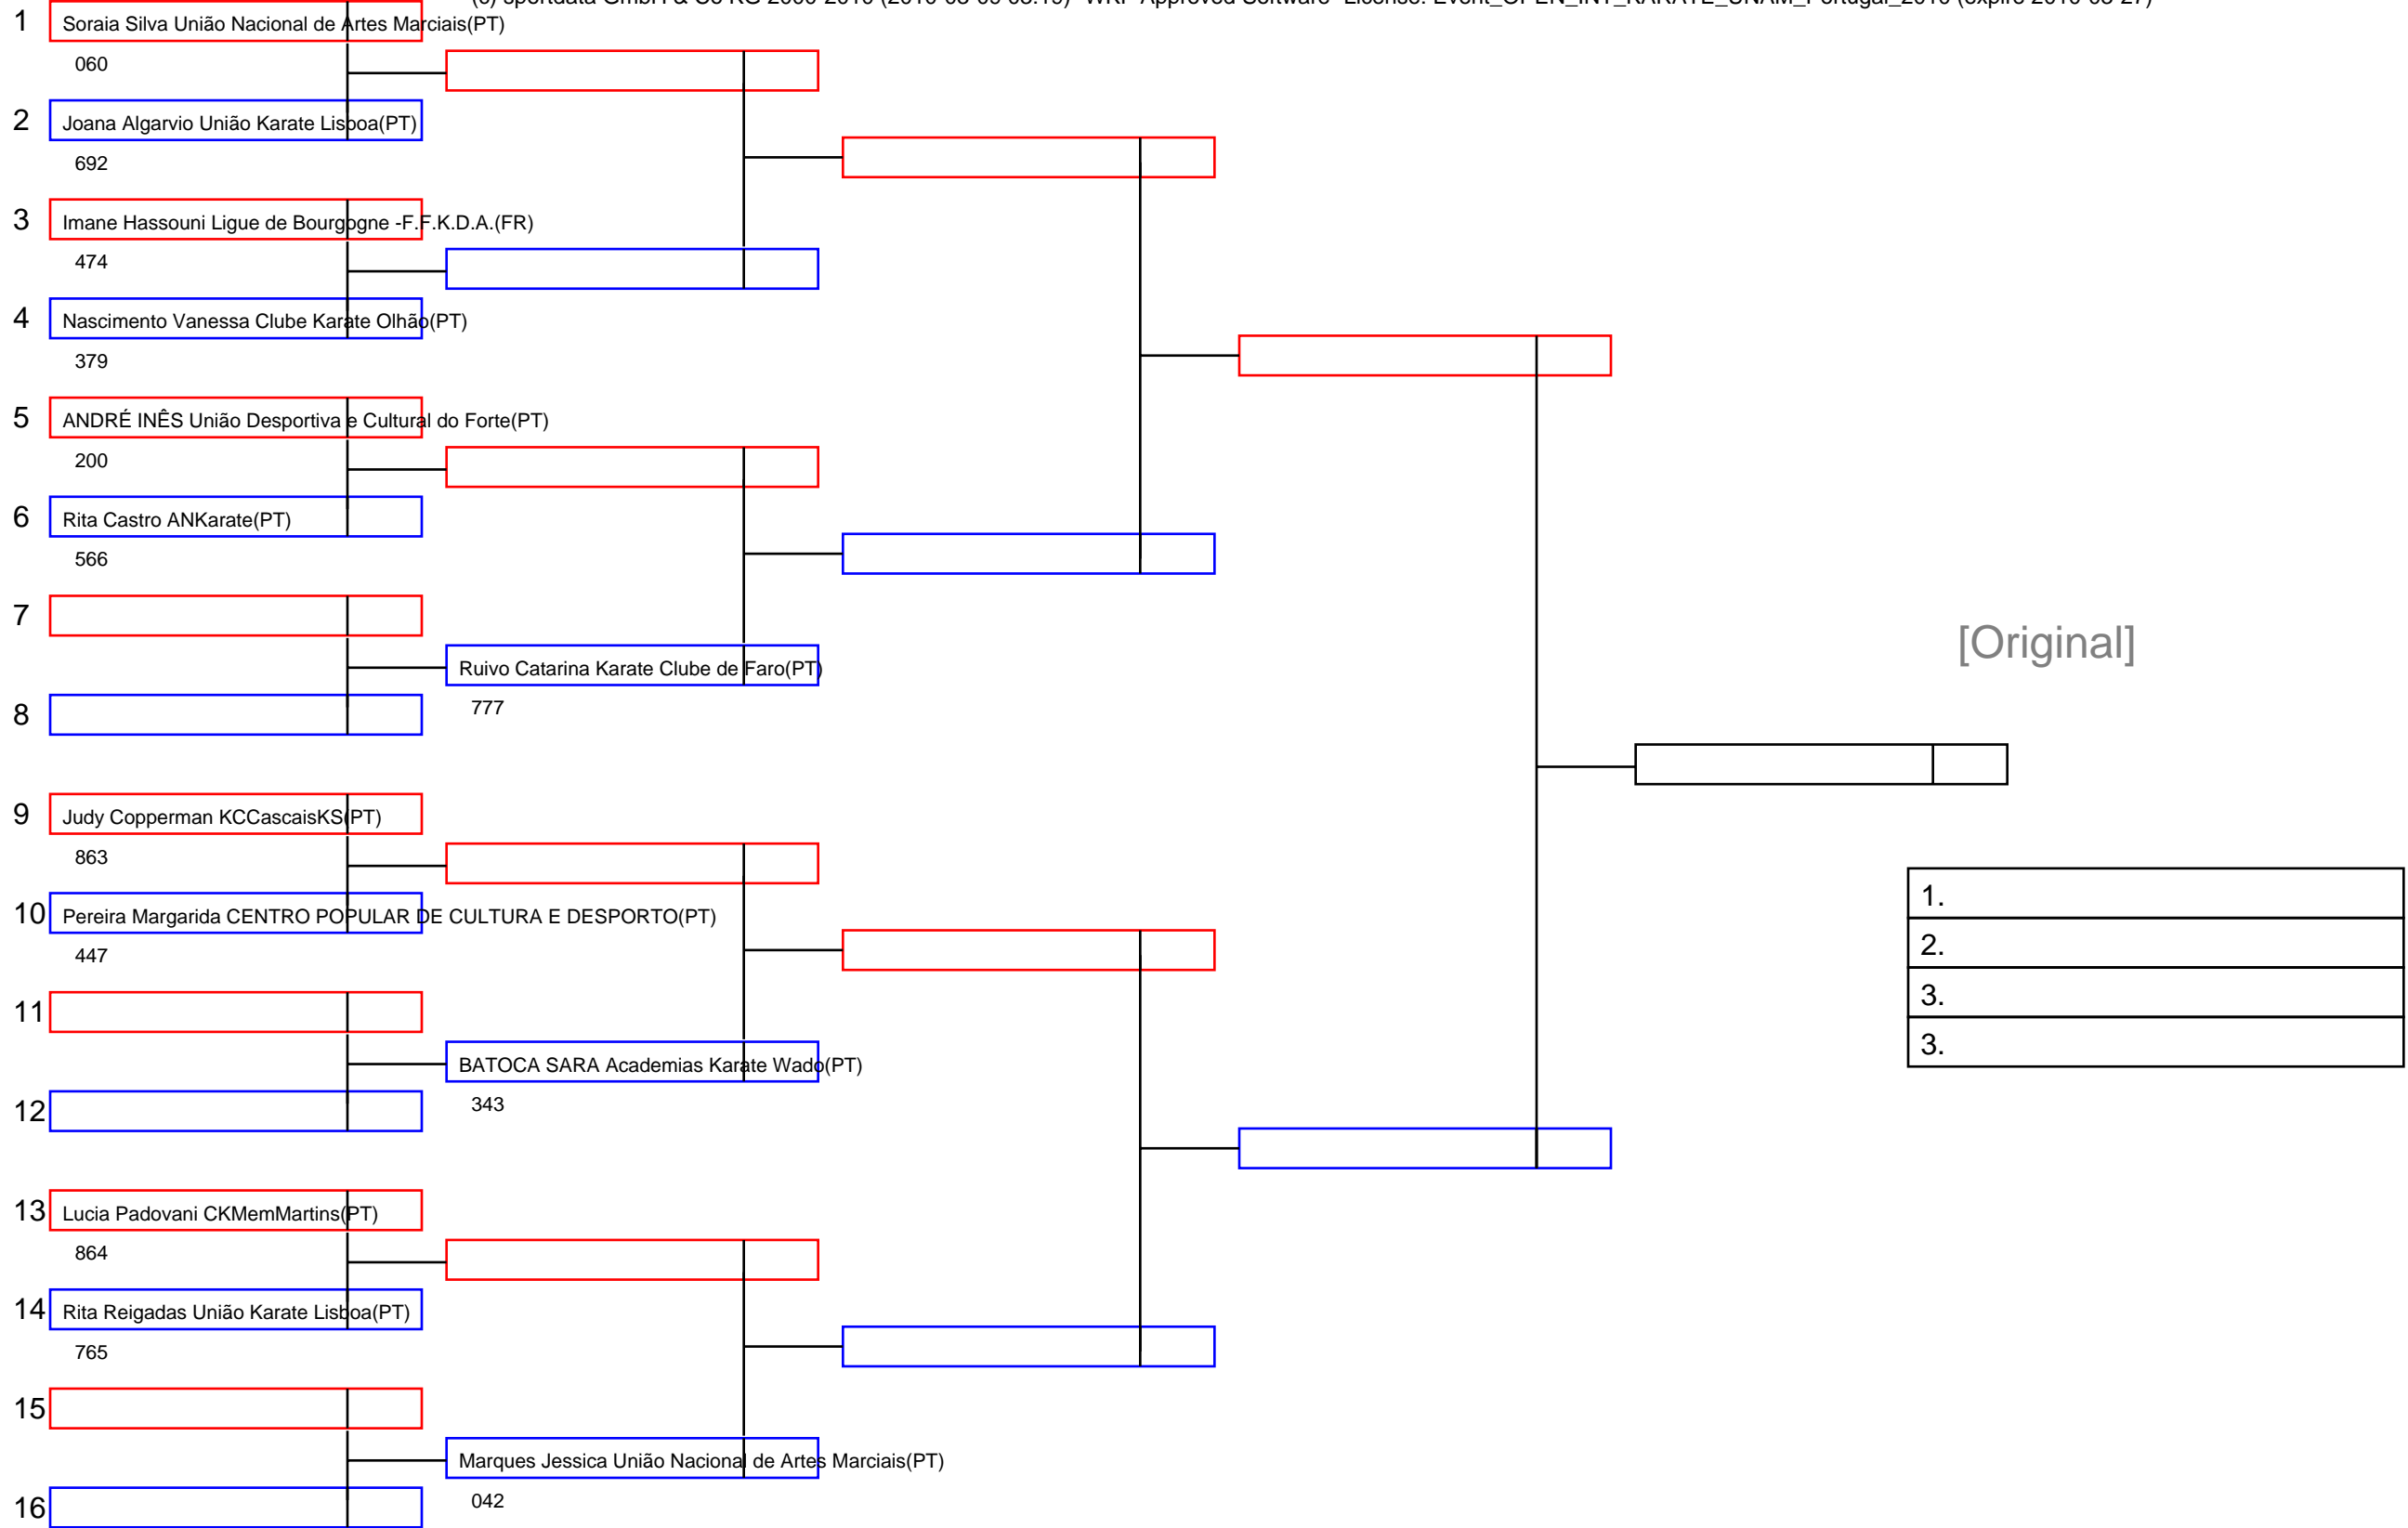 1 Soraia Silva União Nacional de Artes Marciais(PT)
060
2 Joana Algarvio União Karate Lisboa(PT)
692
3 Imane Hassouni Ligue de Bourgogne -F.F.K.D.A.(FR)
474
4 Nascimento Vanessa Clube Karate Olhão(PT)
379
5 ANDRÉ INÊS União Desportiva e Cultural do Forte(PT)
200
6 Rita Castro ANKarate(PT)
566
7
[Original]
Ruivo Catarina Karate Clube de Faro(PT)
777
8
9 Judy Copperman KCCascaisKS(PT)
863
10 Pereira Margarida CENTRO POPULAR DE CULTURA E DESPORTO(PT)
447
1.
2.
3.
3.
11
BATOCA SARA Academias Karate Wado(PT)
343
12
13 Lucia Padovani CKMemMartins(PT)
864
14 Rita Reigadas União Karate Lisboa(PT)
765
15
Marques Jessica União Nacional de Artes Marciais(PT)
042
16